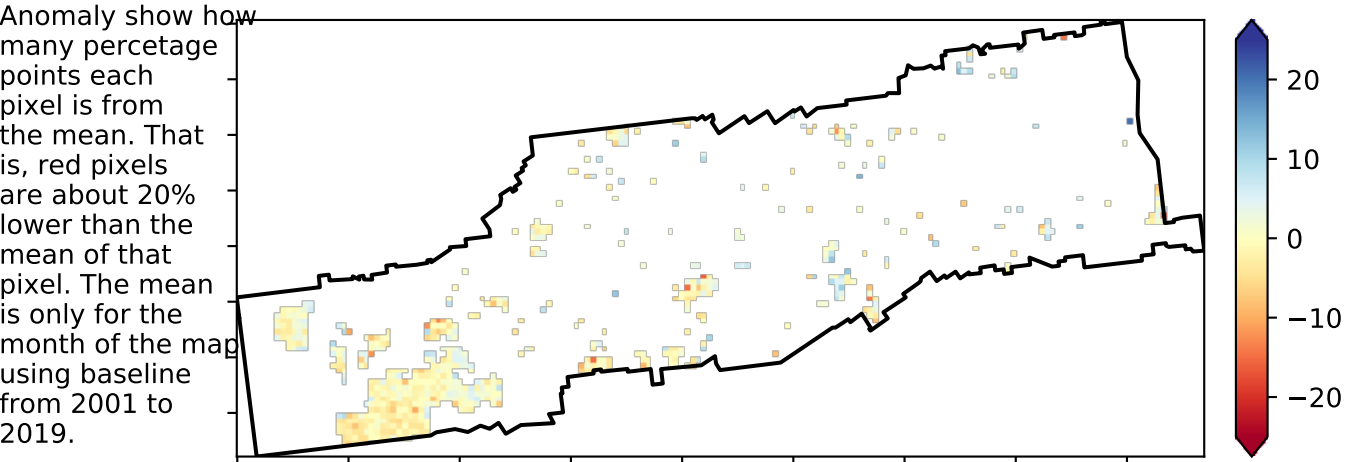 Anomaly show how
many percetage
points each
pixel is from
the mean. That
is, red pixels
are about 20%
lower than the
mean of that
pixel. The mean
is only for the
month of the map
using baseline
from 2001 to
2019.
20
10
0
−10
−20